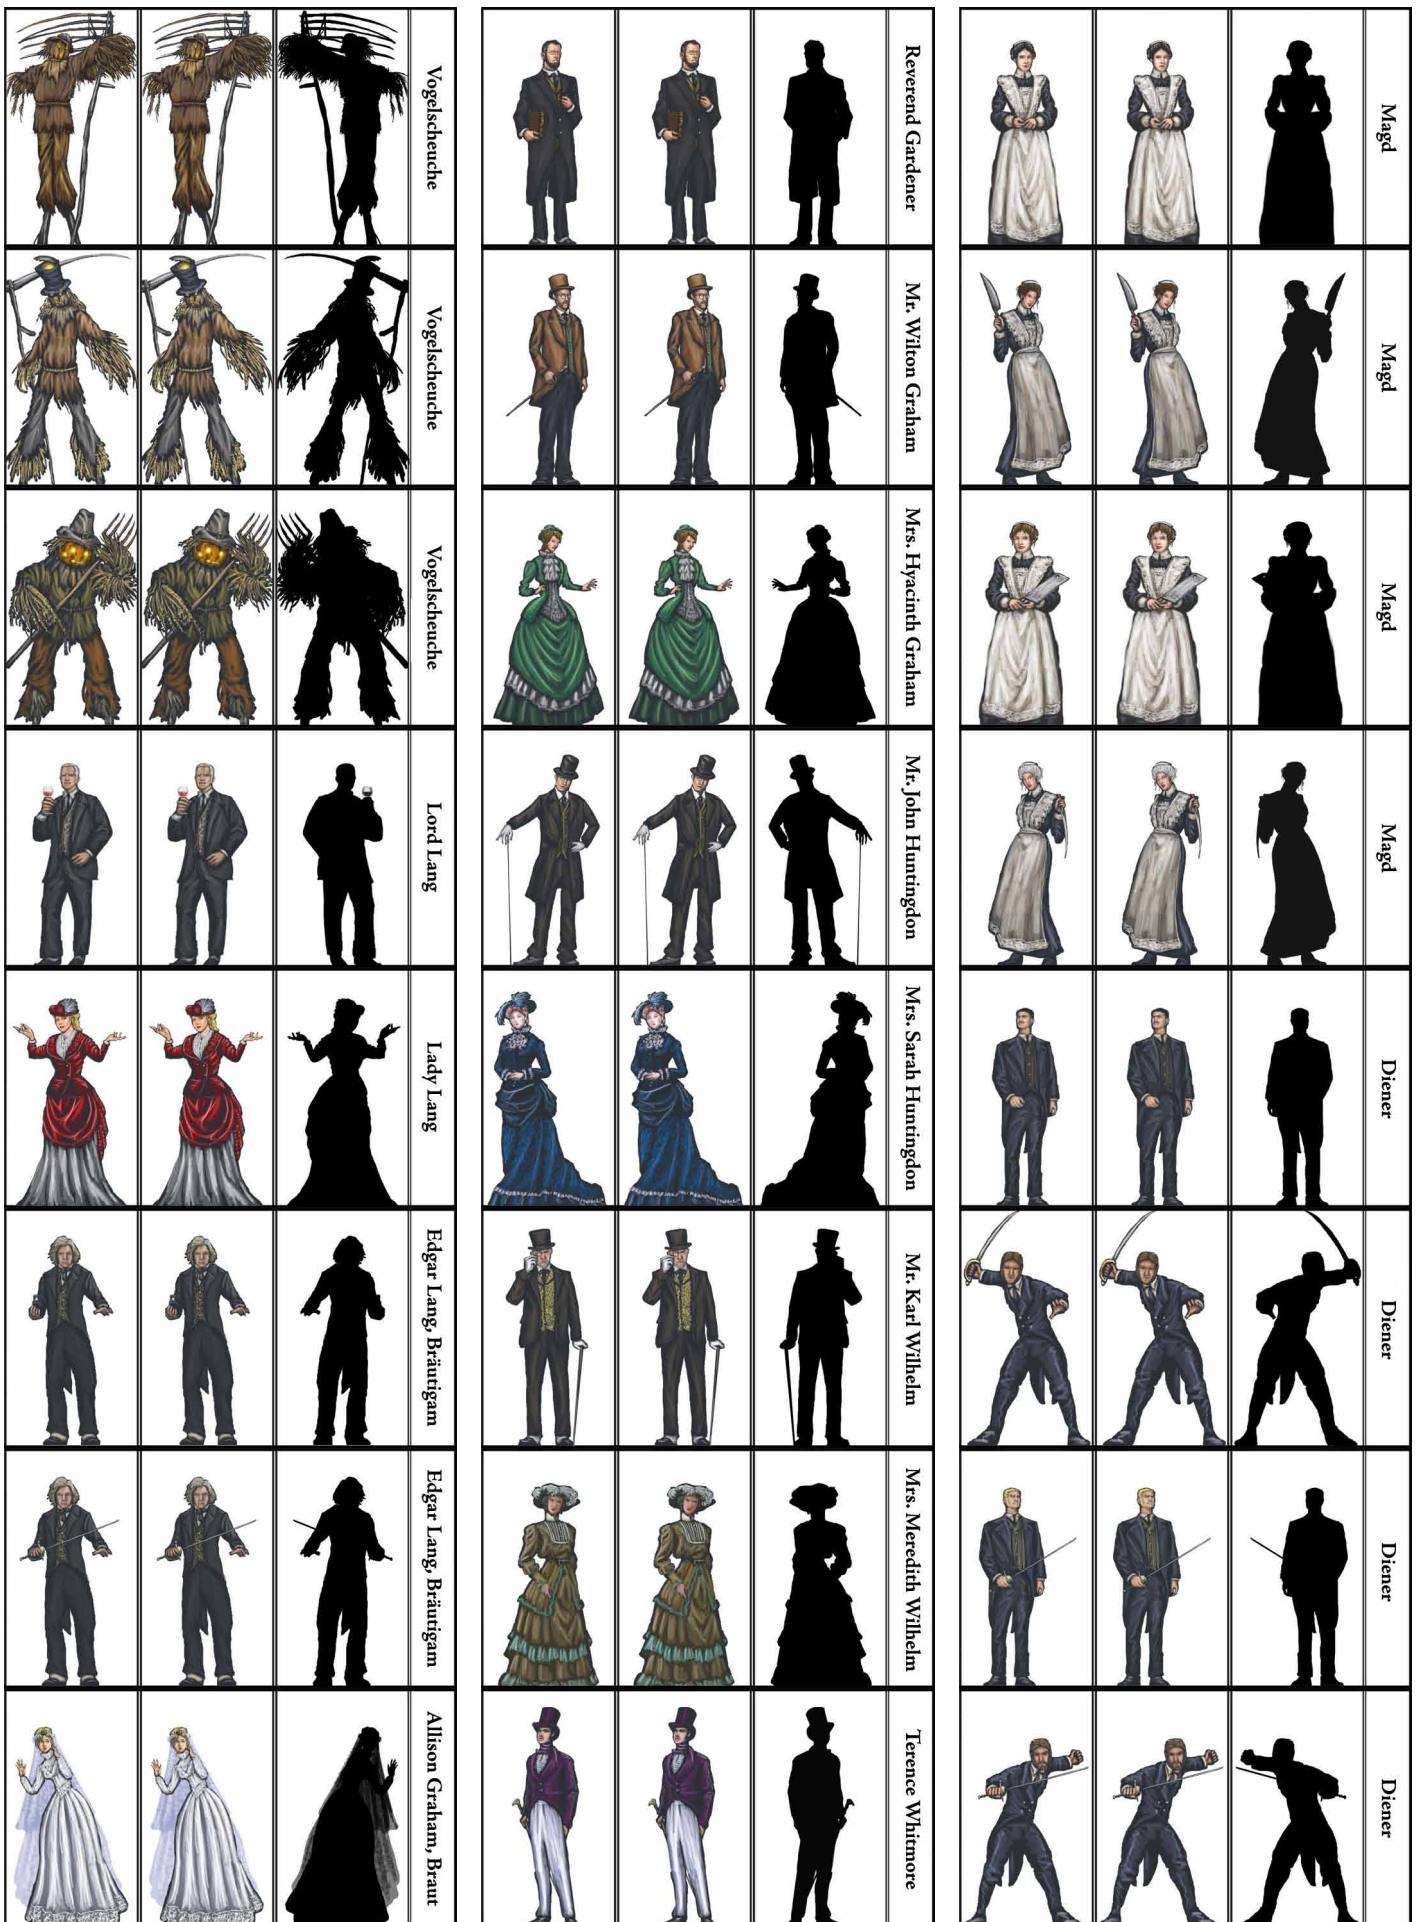 Vogelscheuche
Vogelscheuche
Vogelscheuche
Lord Lang
Lady Lang
Edgar Lang, Bräutigam
Edgar Lang, Bräutigam
Allison Graham, Braut
Reverend Gardener
Mr. Wilton Graham
Mrs. Hyacinth Graham
Mr. John Huntingdon
Mrs. Sarah Huntingdon
Mr. Karl Wilhelm
Mrs. Meredith Wilhelm
Terence Whitmore
Magd
Magd
Magd
Magd
Diener
Diener
Diener
Diener